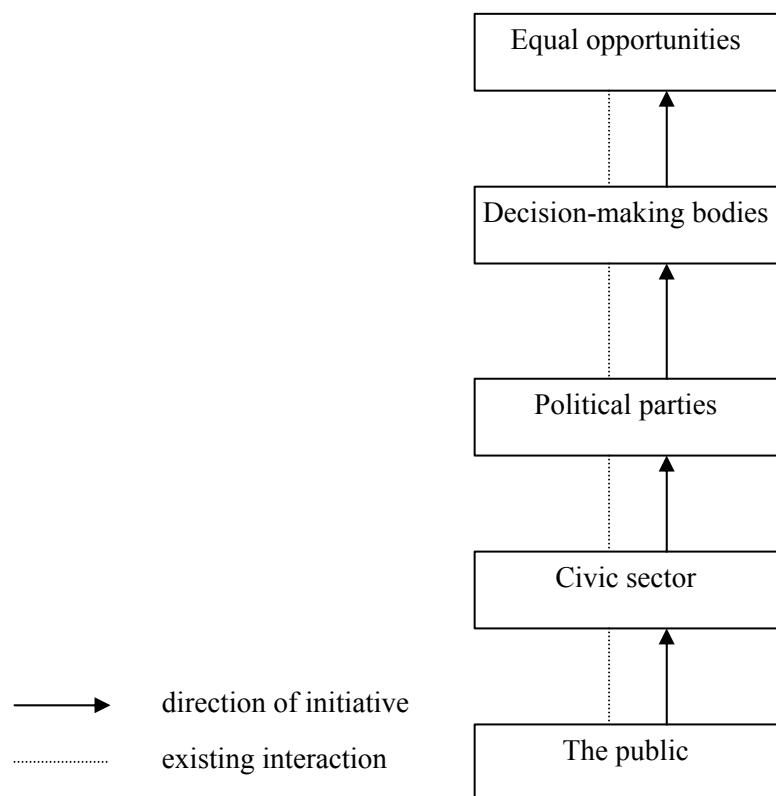 Equal opportunities
Decision-making bodies
Political parties
Civic sector
direction of initiative
The public
existing interaction